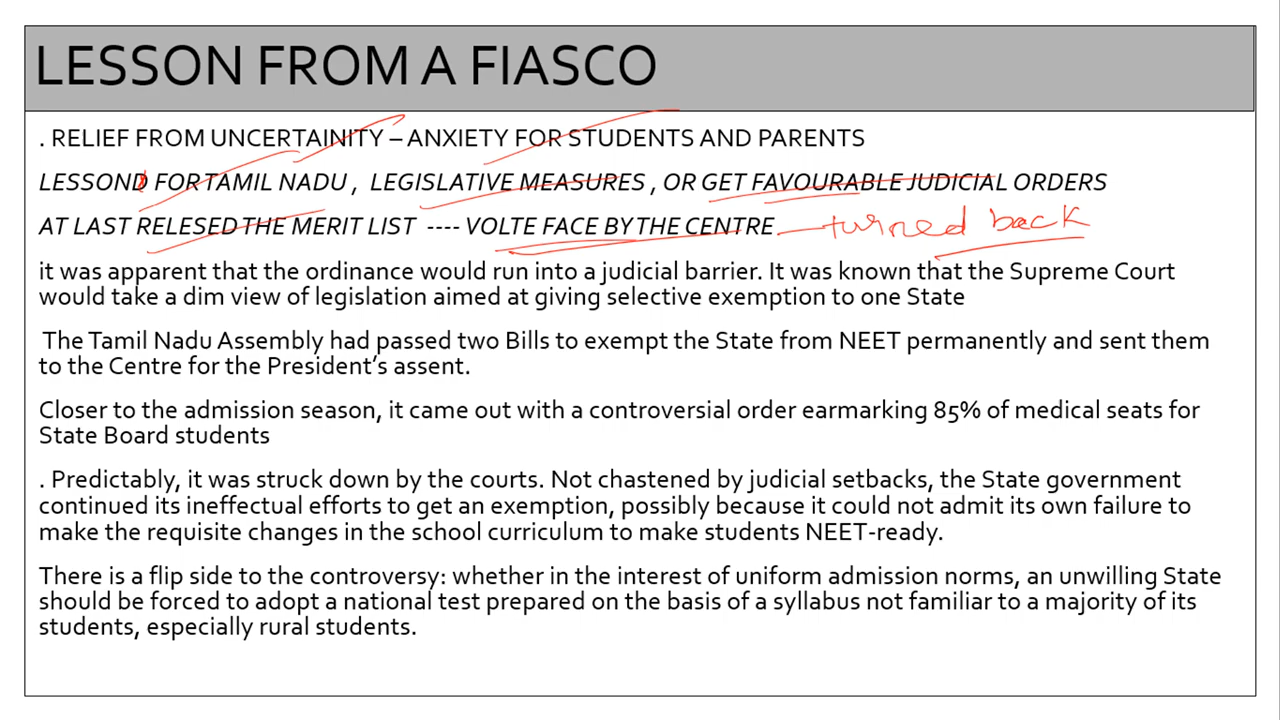 LESSON FROM A FIASCO
. RELIEF FROM UNCERTAINITY – ANXIETY FOR STUDENTS AND PARENTS
LESSOND FOR TAMIL NADU , LEGISLATIVE MEASURES , OR GET FAVOURABLE JUDICIAL ORDERS
AT LAST RELESED THE MERIT LIST ---- VOLTE FACE BY THE CENTRE turned back
it was apparent that the ordinance would run into a judicial barrier. It was known that the Supreme Court
would take a dim view of legislation aimed at giving selective exemption to one State
The Tamil Nadu Assembly had passed two Bills to exempt the State from NEET permanently and sent them
to the Centre for the President’s assent.
Closer to the admission season, it came out with a controversial order earmarking 85% of medical seats for
State Board students
. Predictably, it was struck down by the courts. Not chastened by judicial setbacks, the State government
continued its ineffectual efforts to get an exemption, possibly because it could not admit its own failure to
make the requisite changes in the school curriculum to make students NEET-ready.
There is a flip side to the controversy: whether in the interest of uniform admission norms, an unwilling State
should be forced to adopt a national test prepared on the basis of a syllabus not familiar to a majority of its
students, especially rural students.